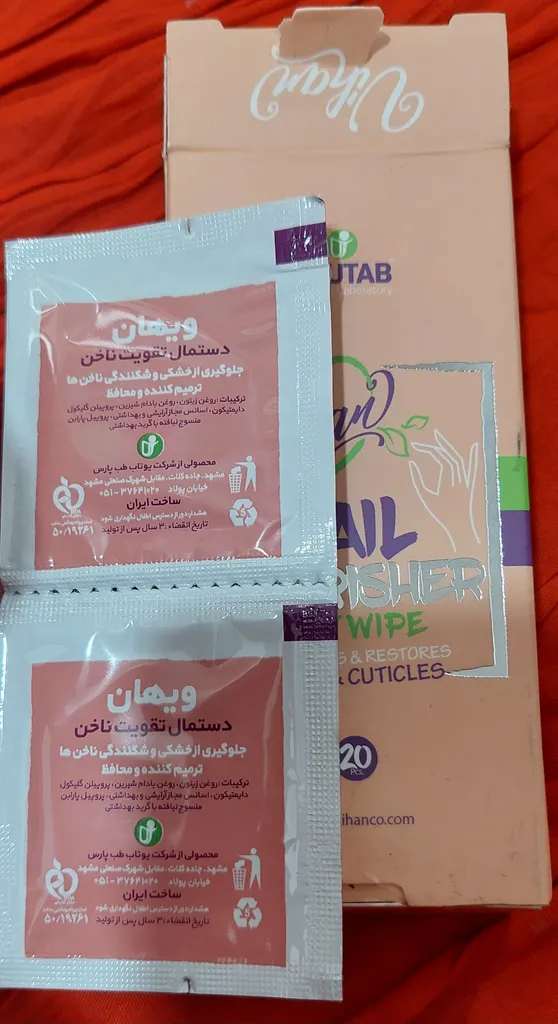 Vihan
UTAB
Laboratory
AIL
RISHER
WIPE
S & RESTORES
& CUTICLES
20
Pcs.
ihanco.com
ویهان
دستمال تقویت ناخن
جلوگیری از خشکی و شکنندگی ناخن ها
ترمیم کننده و محافظ
ترکیبات : روغن زیتون ، روغن بادام شیرین ، پروپیلن گلیکول
دایمتیکون ، اسانس مجاز آرایشی و بهداشتی ، پروپیل پارابن
منسوج نبافته با گرید بهداشتی
محصولی از شرکت یوتاب طب پارس
مشهد، جاده کلات، مقابل شهرک صنعتی مشهد
خیابان پولاد ۳۷۶۴۱۰۲۰-۰۵۱
ساخت ایران
هشدار: دور از دسترس اطفال نگهداری شود
تاریخ انقضاء: ۳ سال پس از تولید
۵۰/۱۹۲۶۱
ویهان
دستمال تقویت ناخن
جلوگیری از خشکی و شکنندگی ناخن ها
ترمیم کننده و محافظ
ترکیبات : روغن زیتون ، روغن بادام شیرین ، پروپیلن گلیکول
دایمتیکون ، اسانس مجاز آرایشی و بهداشتی ، پروپیل پارابن
منسوج نبافته با گرید بهداشتی
محصولی از شرکت یوتاب طب پارس
مشهد، جاده کلات، مقابل شهرک صنعتی مشهد
خیابان پولاد ۳۷۶۴۱۰۲۰-۰۵۱
ساخت ایران
هشدار: دور از دسترس اطفال نگهداری شود
تاریخ انقضاء: ۳ سال پس از تولید
۵۰/۱۹۲۶۱